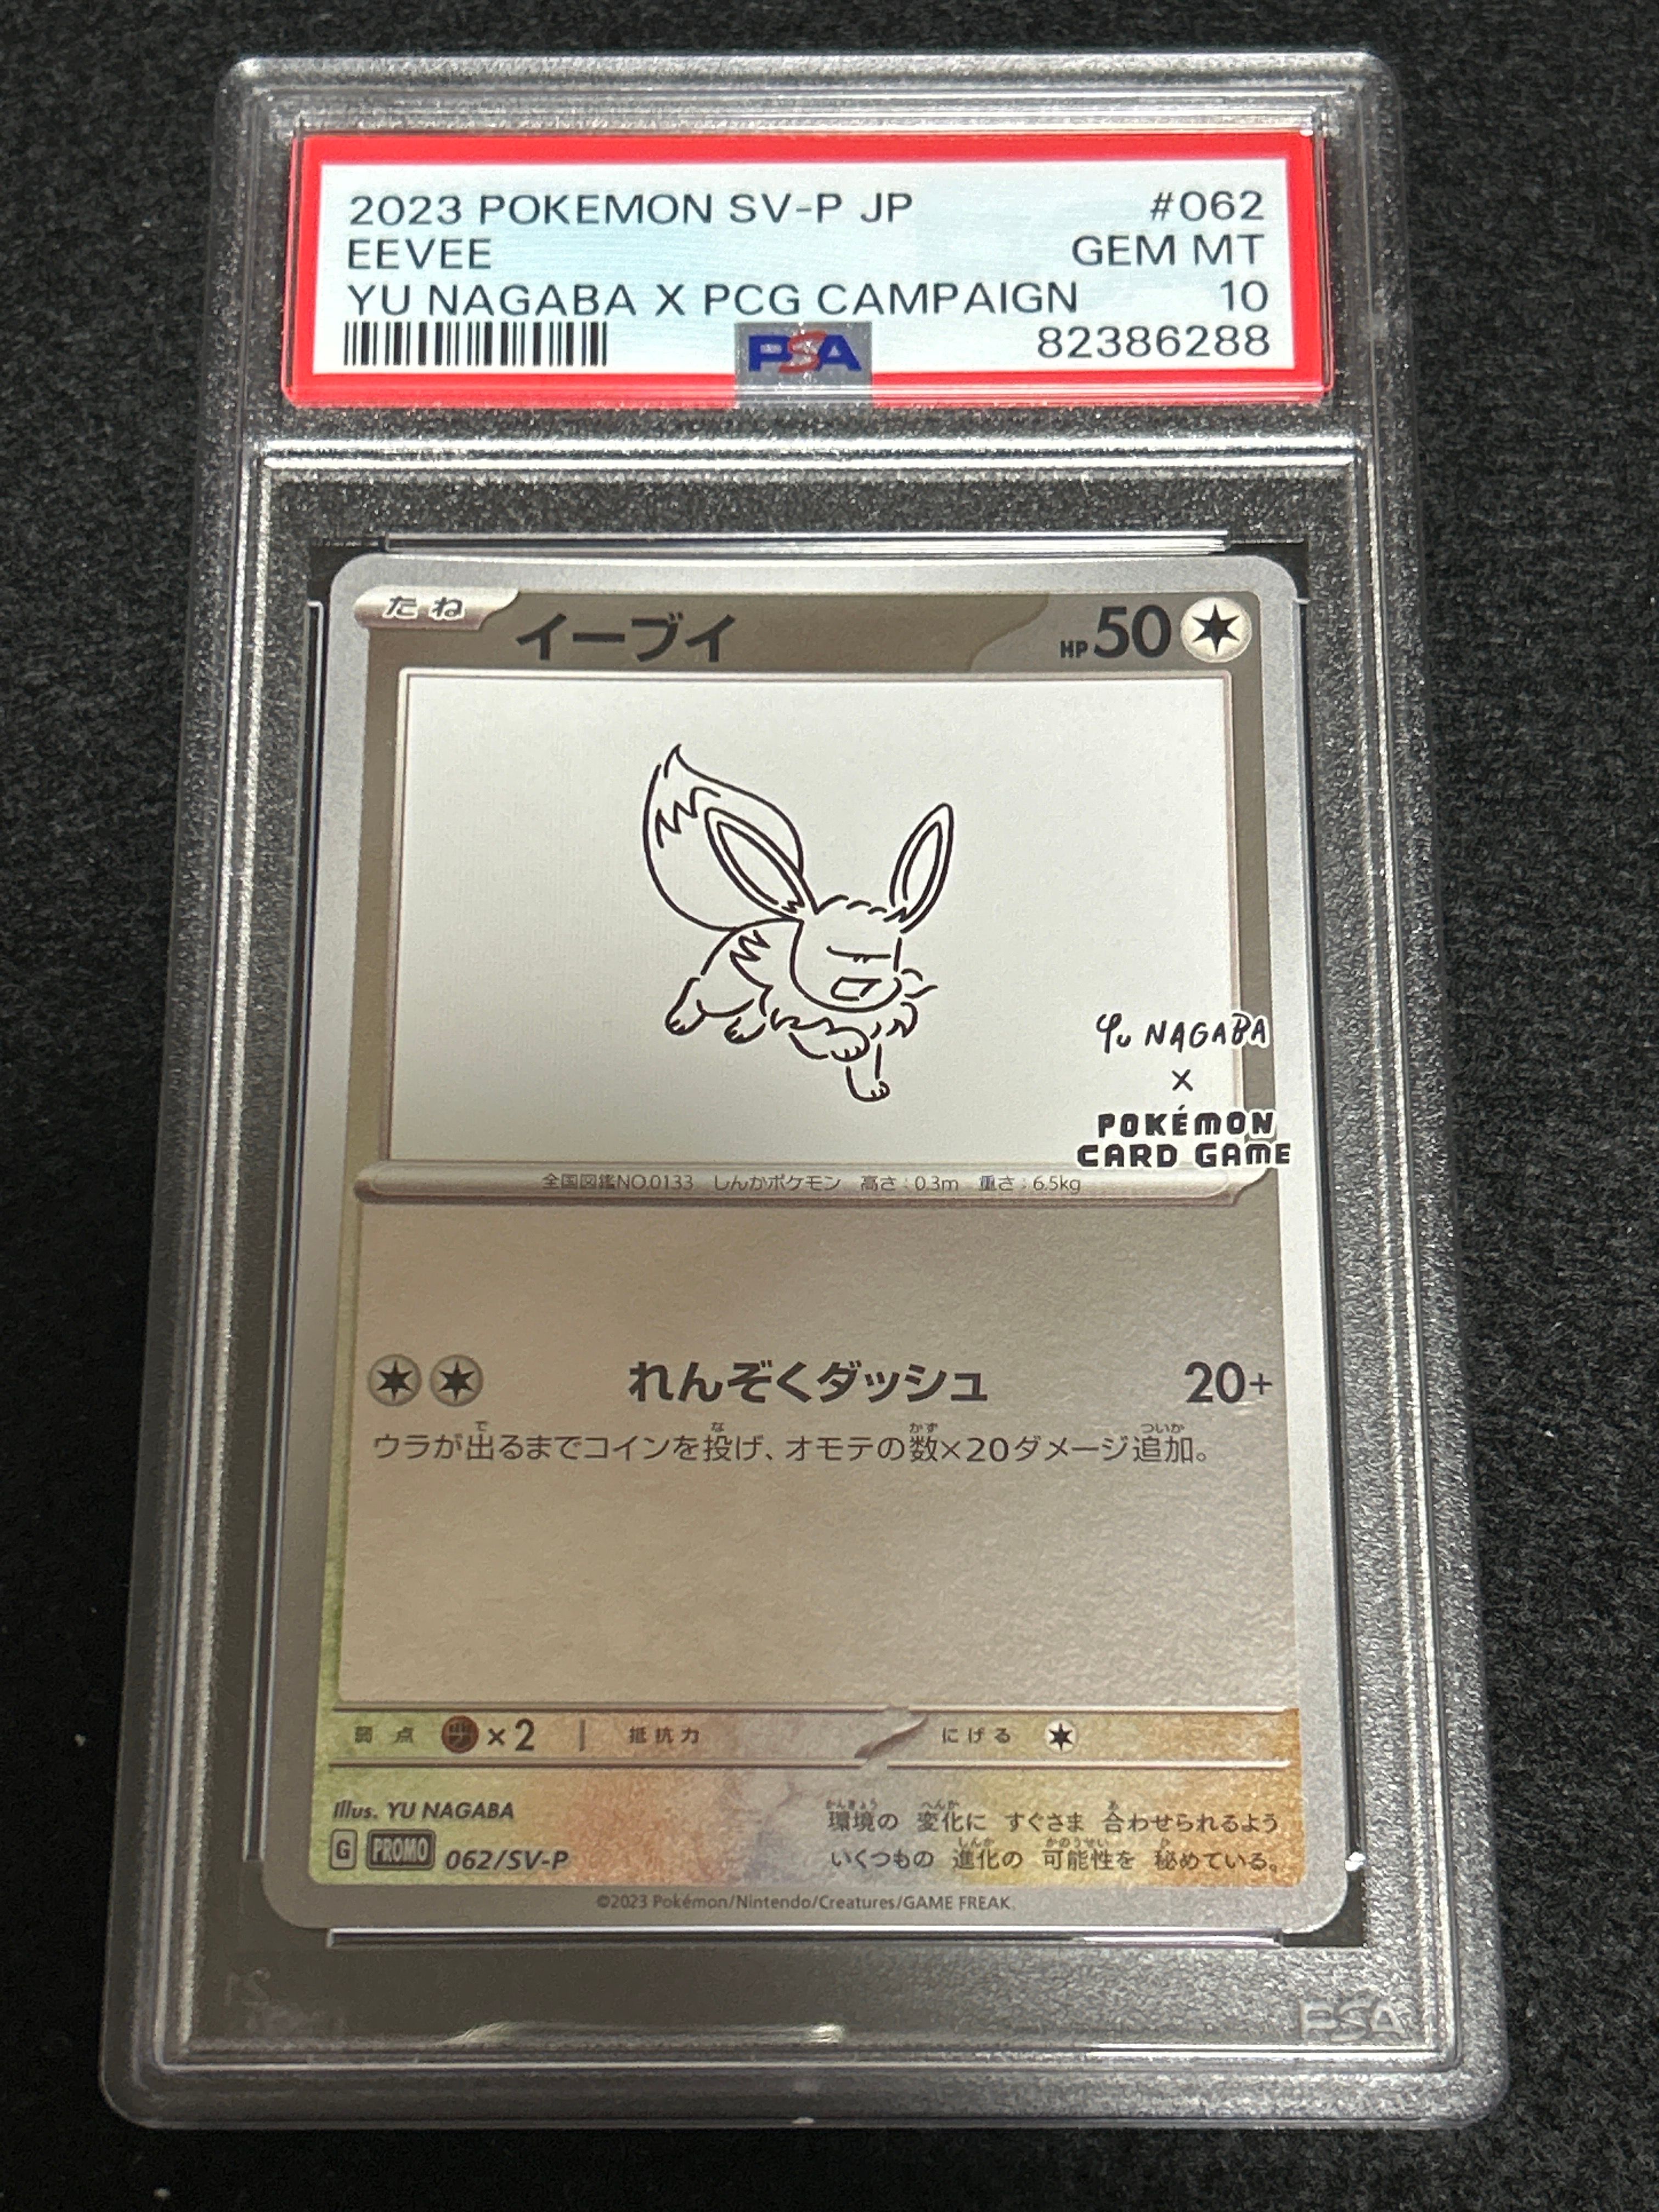 2023 POKEMON SV-P JP #062
EEVEE GEM MT
YU NAGABA X PCG CAMPAIGN 10
PSA 82386288
たね イーブイ HP 50
YU NAGABA
×
POKÉMON
CARD GAME
全国図鑑NO.0133 しんかポケモン 高さ：0.3m 重さ：6.5kg
れんぞくダッシュ 20+
ウラが出るまでコインを投げ、オモテの数×20ダメージ追加。
弱点 ×2 抵抗力 にげる
Illus. YU NAGABA
環境の 変化に すぐさま 合わせられるよう
いくつもの 進化の 可能性を 秘めている。
G PROMO 062/SV-P
©2023 Pokémon/Nintendo/Creatures/GAME FREAK.
PSA